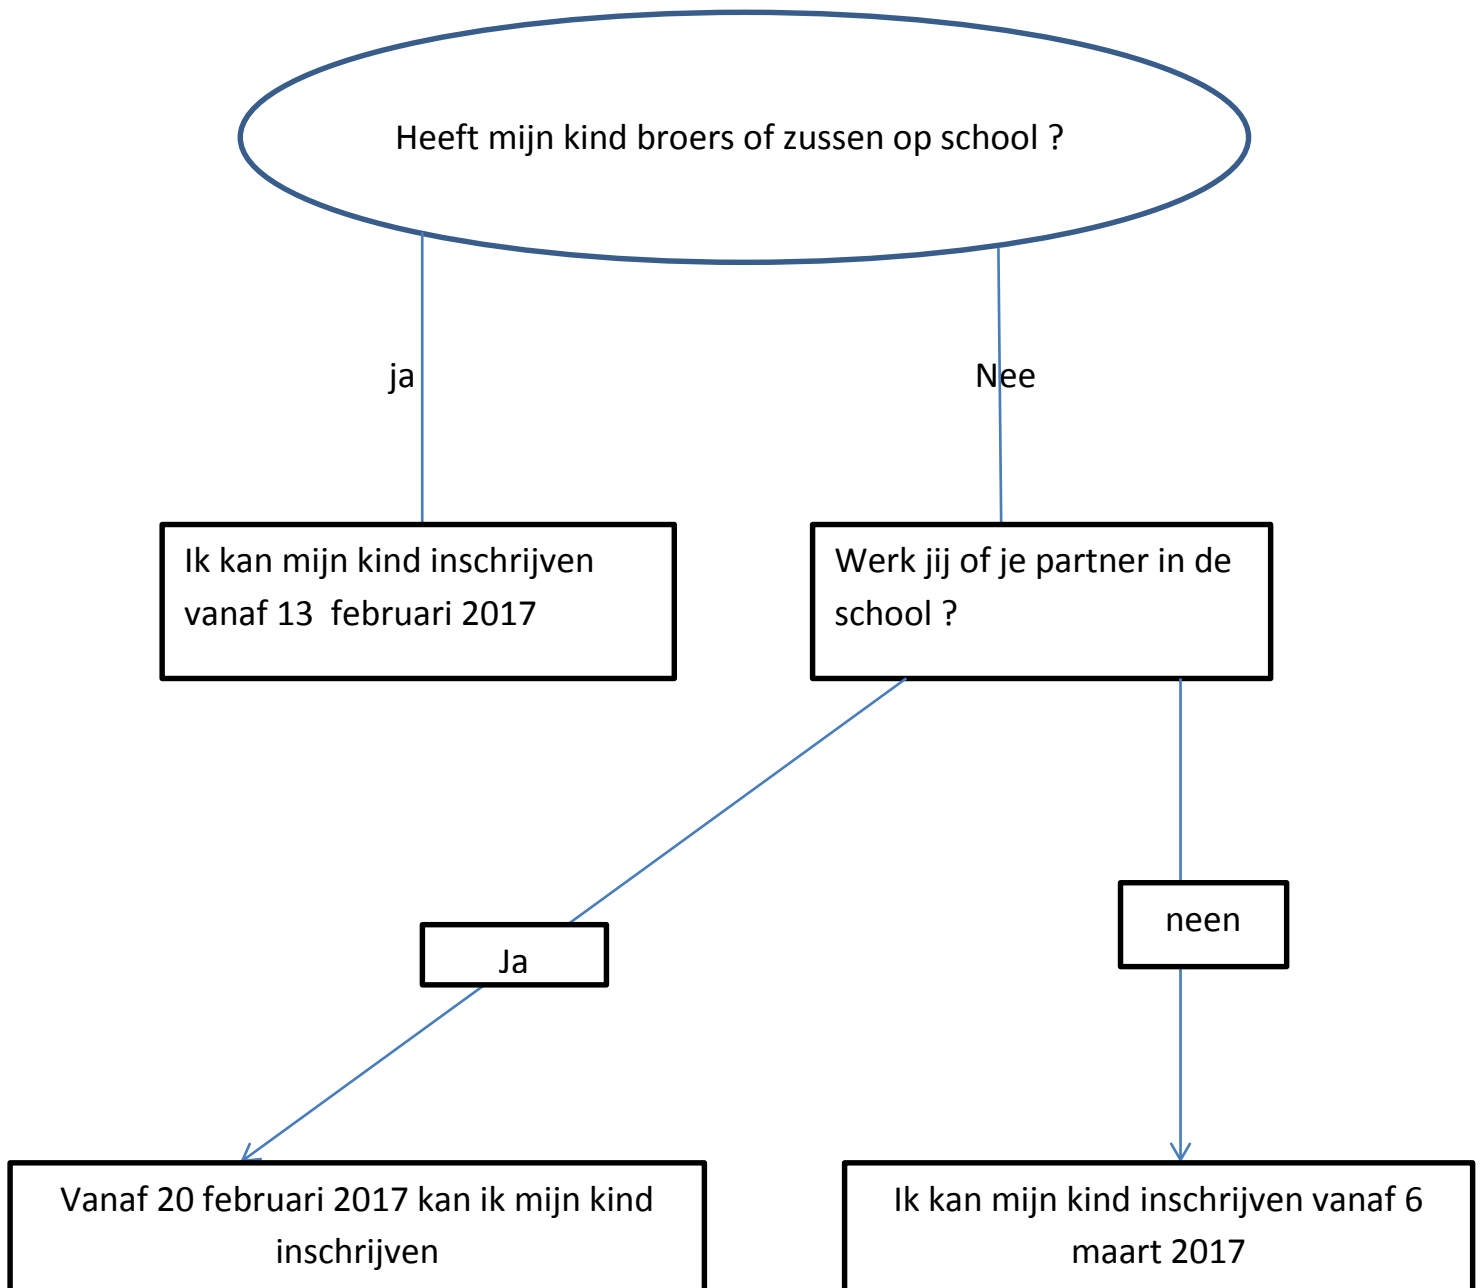 Heeft mijn kind broers of zussen op school ?
ja
Nee
Ik kan mijn kind inschrijven
vanaf 13  februari 2017
Werk jij of je partner in de
school ?
Ja
neen
Vanaf 20 februari 2017 kan ik mijn kind
inschrijven
Ik kan mijn kind inschrijven vanaf 6
maart 2017